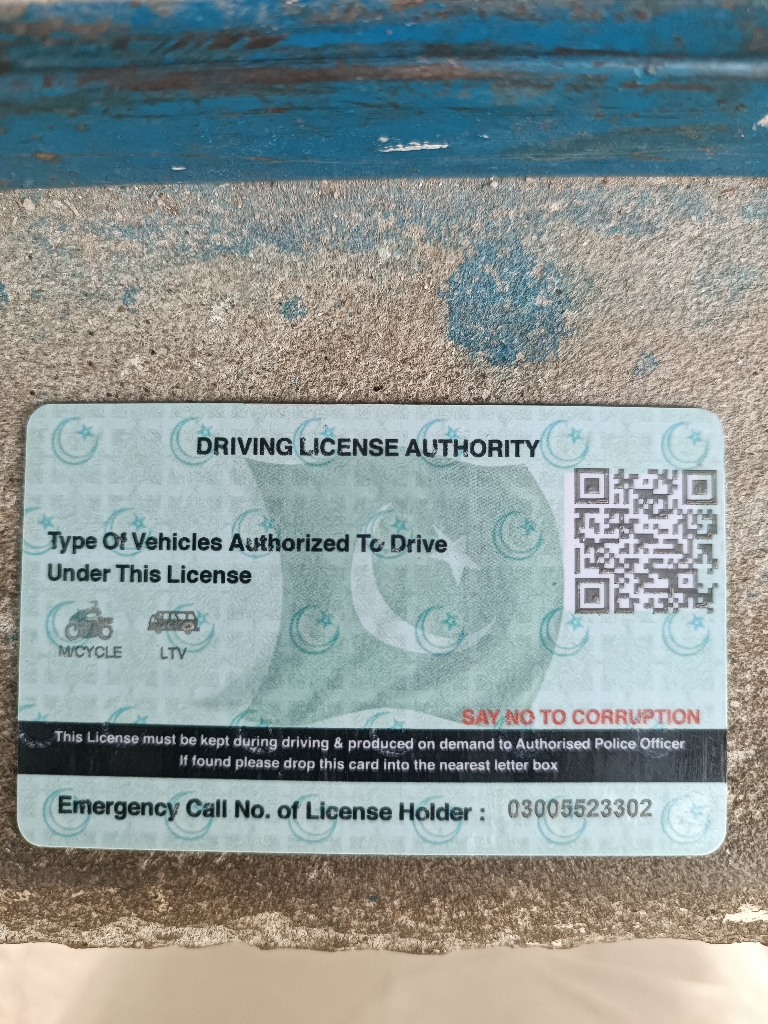 DRIVING LICENSE AUTHORITY
Type Of Vehicles Authorized To Drive
Under This License
M/CYCLE LTV
SAY NO TO CORRUPTION
This License must be kept during driving & produced on demand to Authorised Police Officer
If found please drop this card into the nearest letter box
Emergency Call No. of License Holder : 03005523302